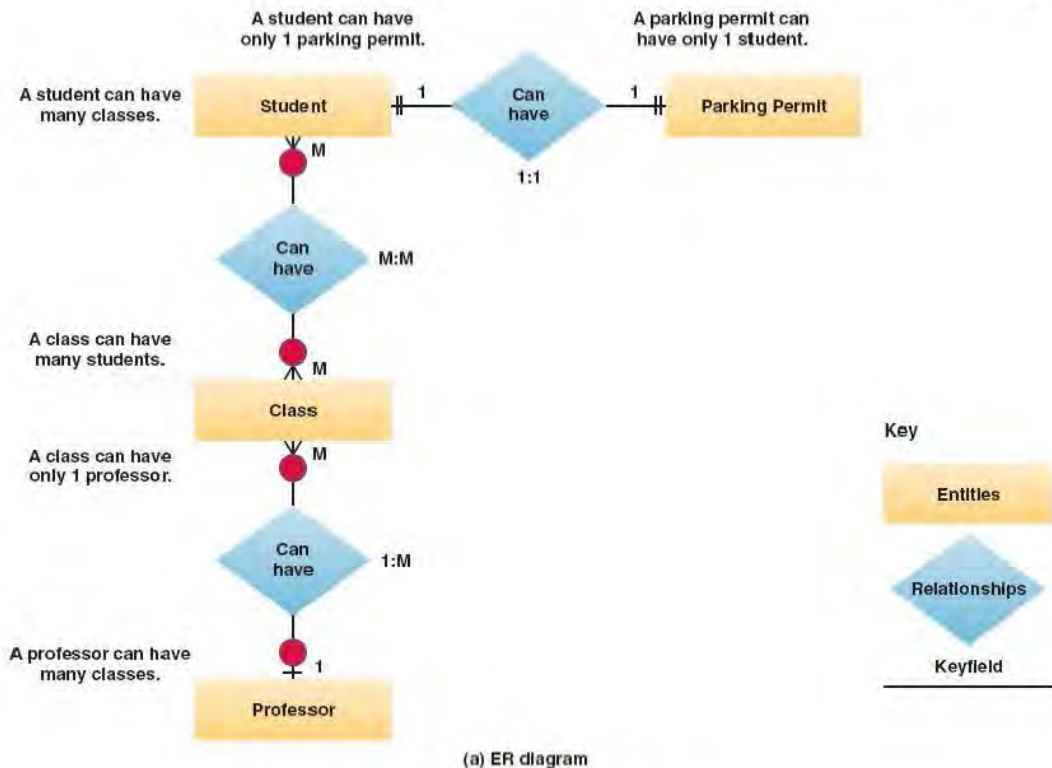 A student can have
only 1 parking permit.
A parking permit can
have only 1 student.
A student can have
many classes.
Student
1
Can
have
1
Parking Permit
M
1:1
Can
have
M:M
A class can have
many students.
M
Class
A class can have
only 1 professor.
M
Key
Entities
Can
have
1:M
Relationships
A professor can have
many classes.
1
Keyfield
Professor
(a) ER diagram